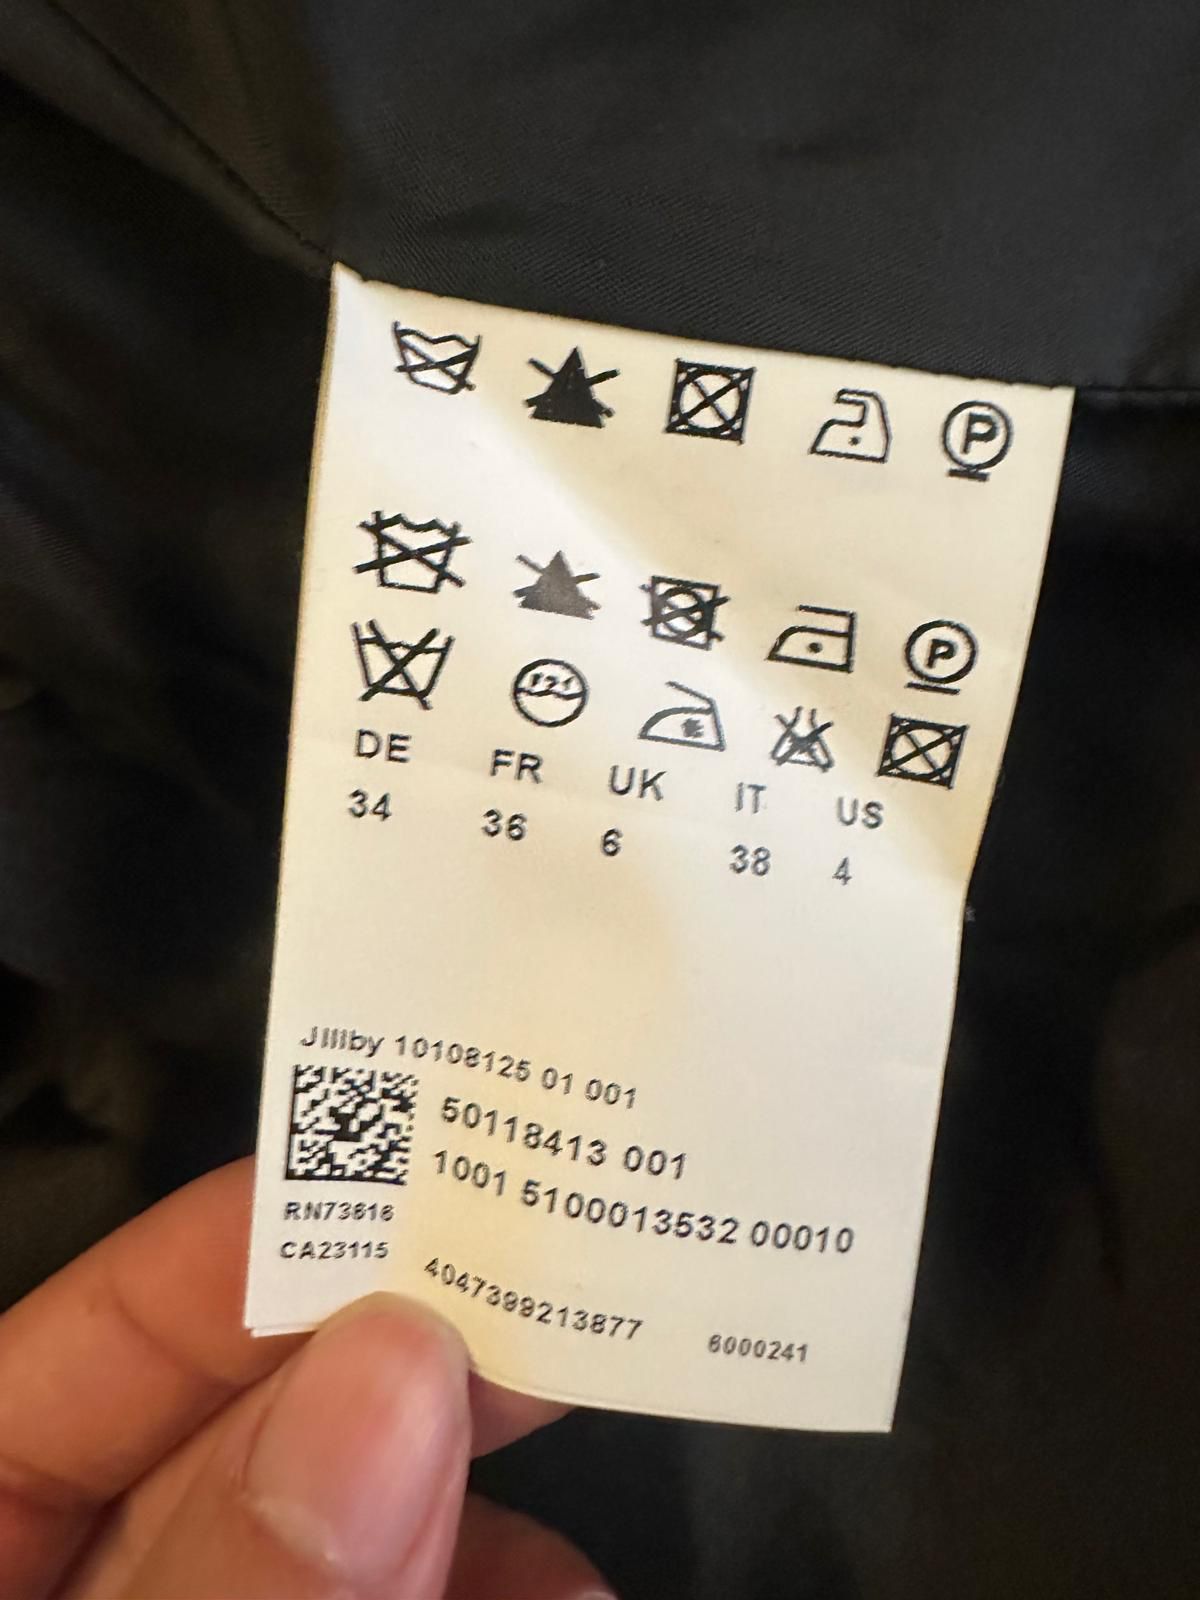 P
P
DE FR UK IT US
34 36 6 38 4
Jillby 10108125 01 001
50118413 001
1001 5100013532 00010
RN73616
CA23115
4047399213877 6000241